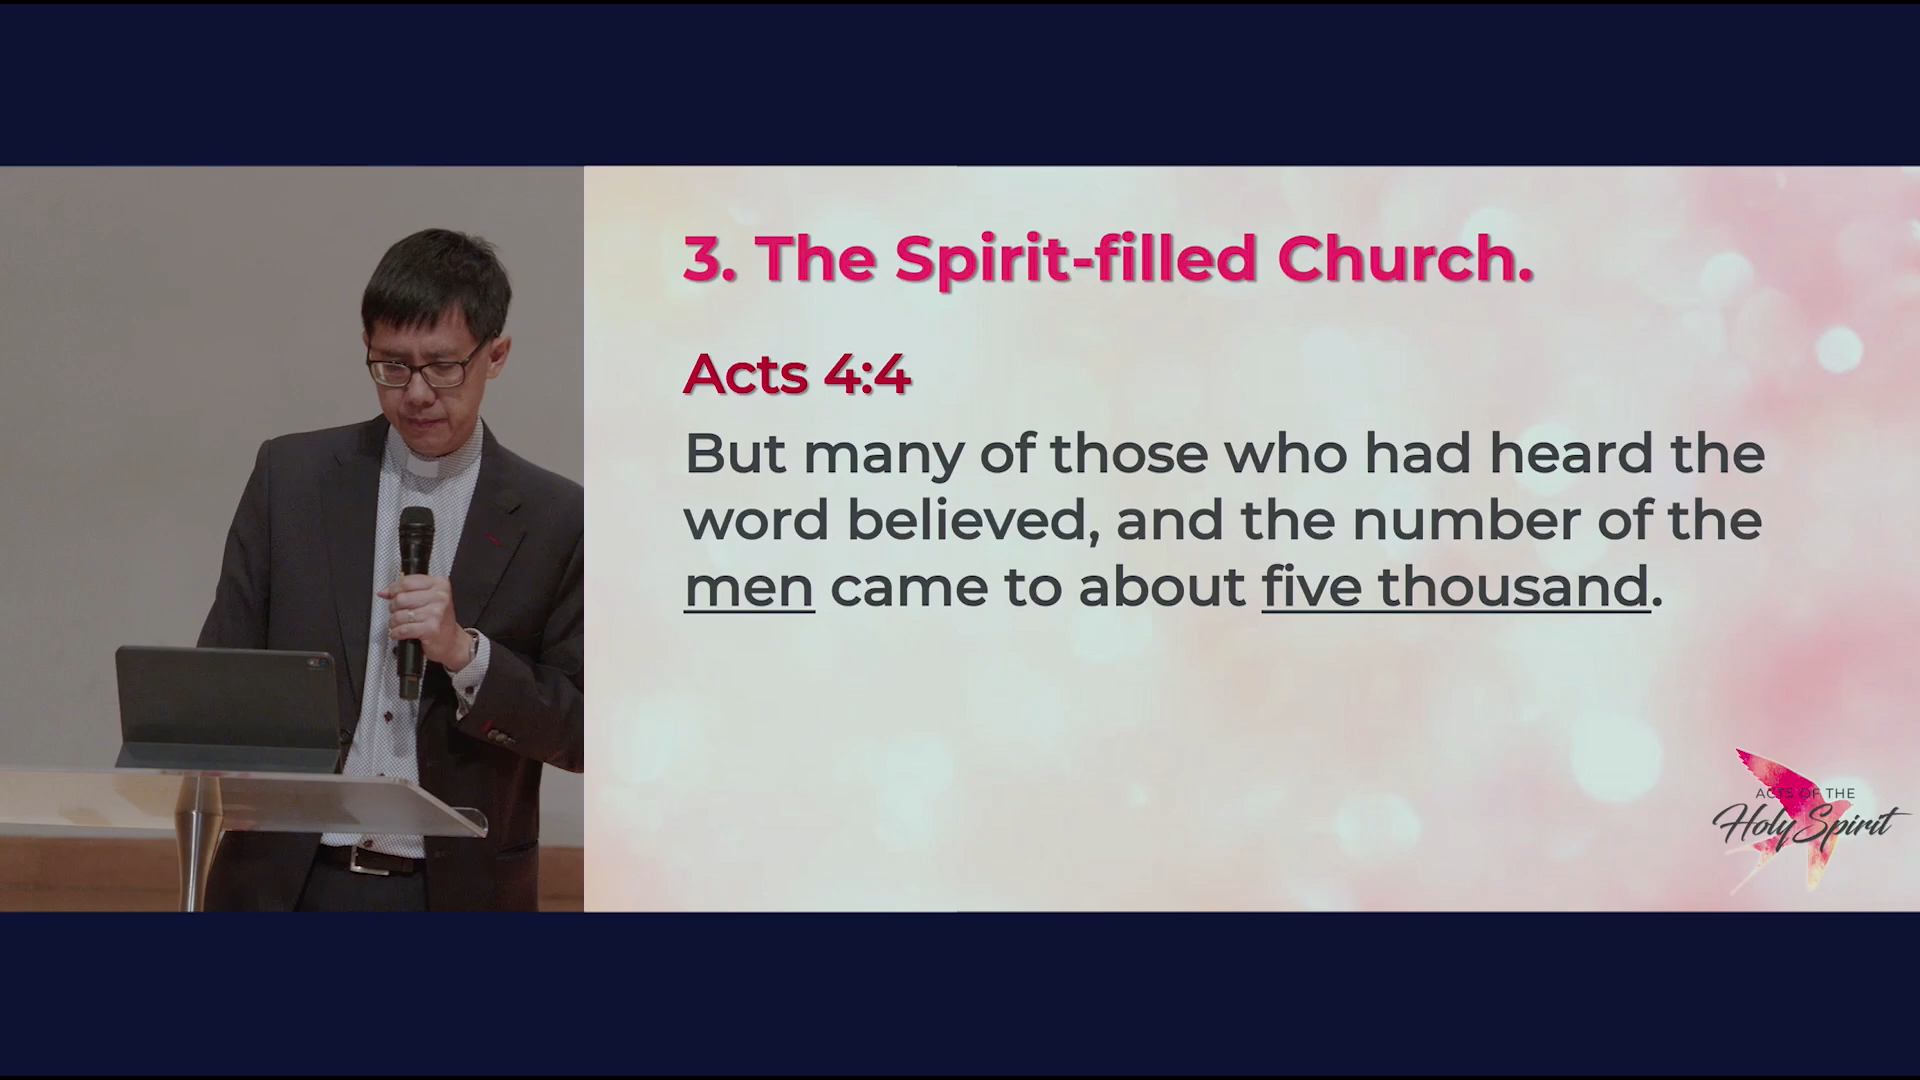 3. The Spirit-filled Church.
Acts 4:4
But many of those who had heard the
word believed, and the number of the
men came to about five thousand.
ACTS OF THE
Holy Spirit